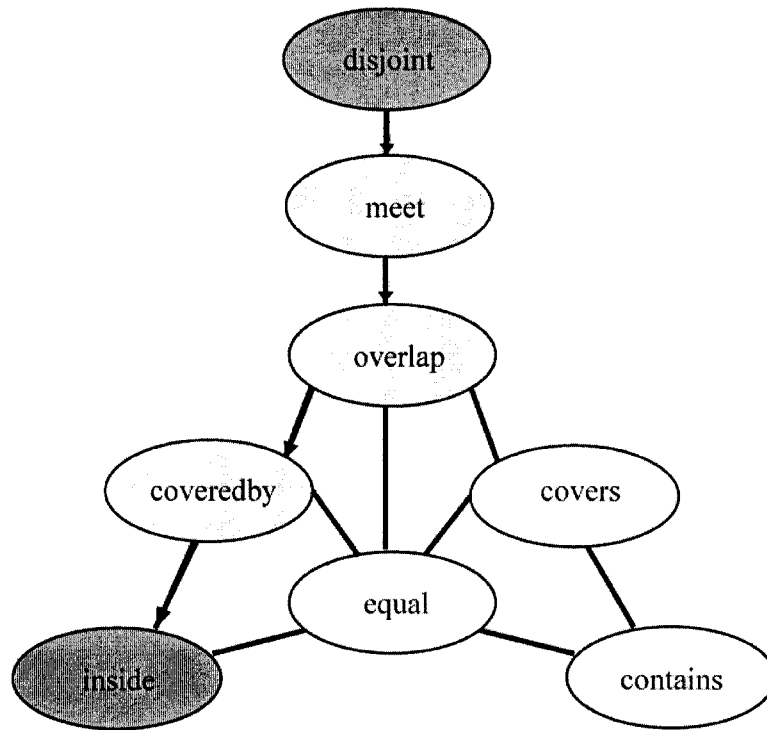 disjoint
meet
overlap
coveredby
covers
equal
inside
contains